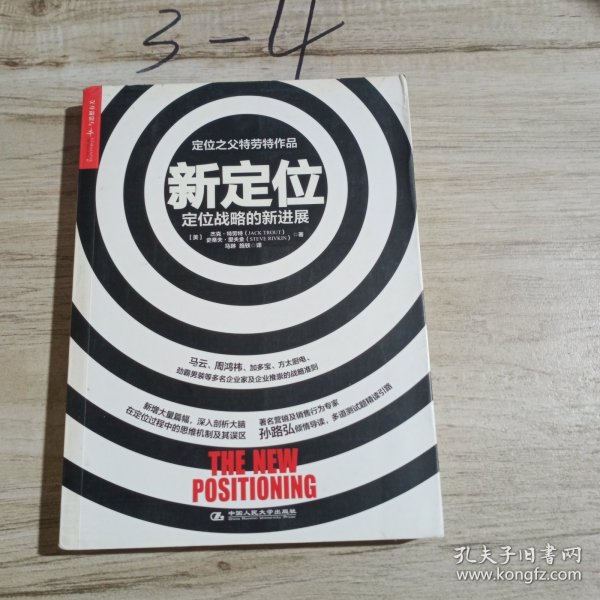 3-4
定位之父特劳特作品
新定位
定位战略的新进展
[美] 杰克·特劳特(JACK TROUT)
史蒂夫·里夫金(STEVE RIVKIN) ◎著
马琳 施轶◎译
马云、周鸿祎、加多宝、方太厨电、
劲霸男装等多名企业家及企业推崇的战略准则
新增大量篇幅,深入剖析大脑
在定位过程中的思维机制及其误区
著名营销及销售行为专家
孙路弘倾情导读,多道测试题精读引路
THE NEW
POSITIONING
中国人民大学出版社
China Renmin University Press
孔夫子旧书网
www.kongfz.com